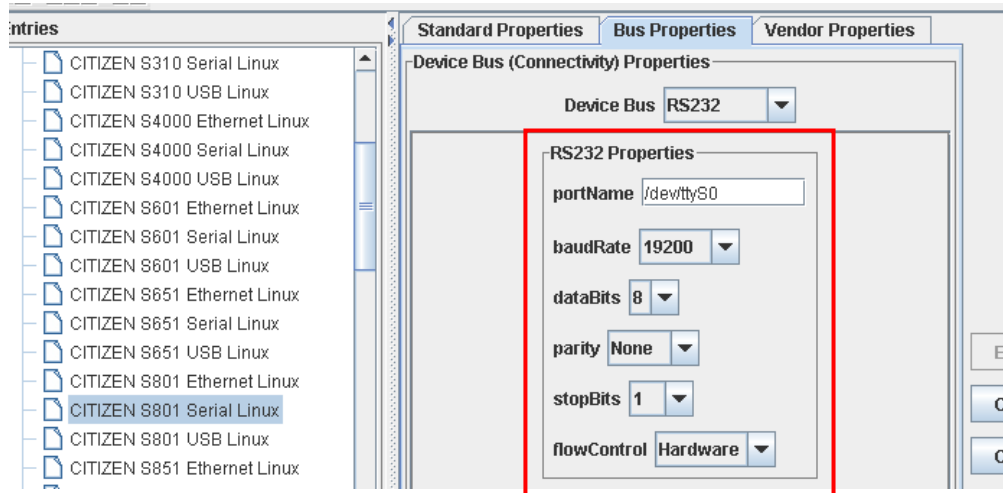 Entries
CITIZEN S310 Serial Linux
CITIZEN S310 USB Linux
CITIZEN S4000 Ethernet Linux
CITIZEN S4000 Serial Linux
CITIZEN S4000 USB Linux
CITIZEN S601 Ethernet Linux
CITIZEN S601 Serial Linux
CITIZEN S601 USB Linux
CITIZEN S651 Ethernet Linux
CITIZEN S651 Serial Linux
CITIZEN S651 USB Linux
CITIZEN S801 Ethernet Linux
CITIZEN S801 Serial Linux
CITIZEN S801 USB Linux
CITIZEN S851 Ethernet Linux
Standard Properties Bus Properties Vendor Properties
Device Bus (Connectivity) Properties
Device Bus RS232
RS232 Properties
portName /dev/ttyS0
baudRate 19200
dataBits 8
parity None
stopBits 1
flowControl Hardware